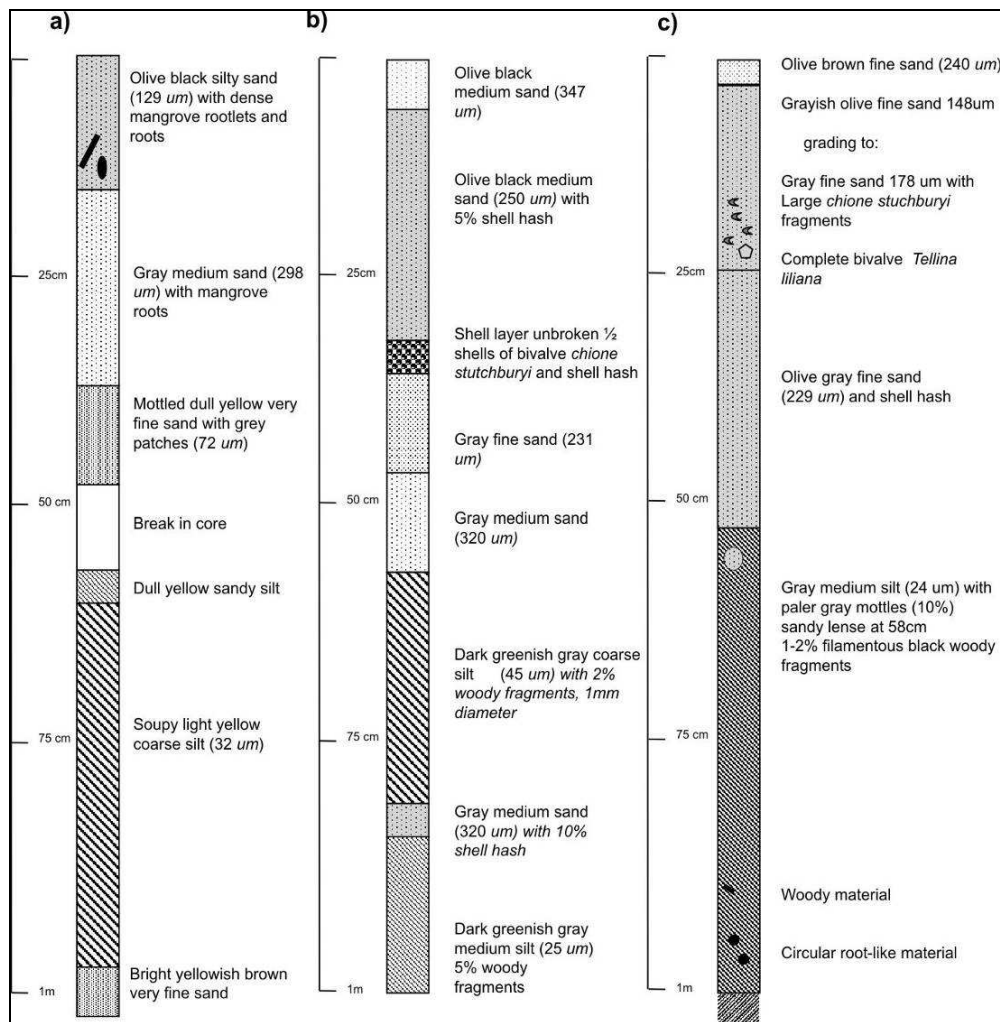 a)
Olive black silty sand
(129 um) with dense
mangrove rootlets and
roots
25cm
Gray medium sand (298
um) with mangrove
roots
Mottled dull yellow very
fine sand with grey
patches (72 um)
50 cm
Break in core
Dull yellow sandy silt
75 cm
Soupy light yellow
coarse silt (32 um)
Bright yellowish brown
very fine sand
1m
b)
Olive black
medium sand (347
um)
Olive black medium
sand (250 um) with
5% shell hash
25cm
Shell layer unbroken ½
shells of bivalve chione
stutchburyi and shell hash
Gray fine sand (231
um)
50 cm
Gray medium sand
(320 um)
Dark greenish gray coarse
silt (45 um) with 2%
woody fragments, 1mm
diameter
75 cm
Gray medium sand
(320 um) with 10%
shell hash
Dark greenish gray
medium silt (25 um)
5% woody
fragments
1m
c)
Olive brown fine sand (240 um)
Grayish olive fine sand 148um
grading to:
Gray fine sand 178 um with
Large chione stuchburyi
fragments
Complete bivalve Tellina
liliana
25cm
Olive gray fine sand
(229 um) and shell hash
50 cm
Gray medium silt (24 um) with
paler gray mottles (10%)
sandy lense at 58cm
1-2% filamentous black woody
fragments
75 cm
Woody material
Circular root-like material
1m